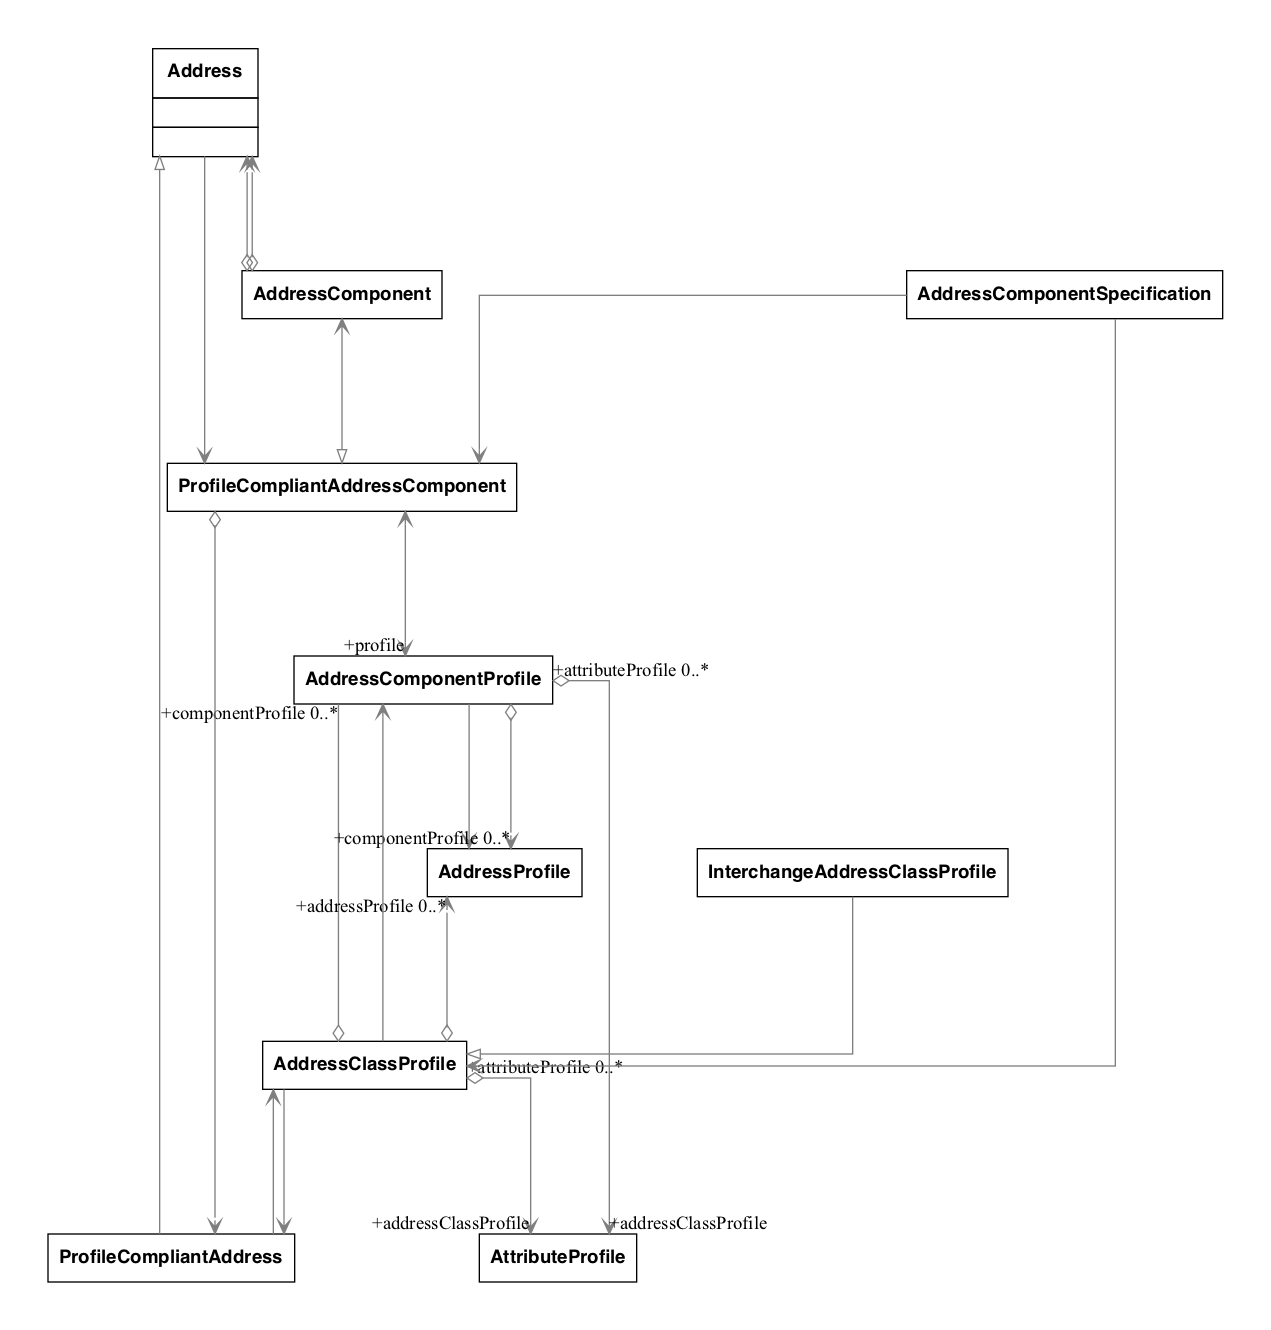 Address
AddressComponent
AddressComponentSpecification
ProfileCompliantAddressComponent
+profile
+attributeProfile 0..*
AddressComponentProfile
+componentProfile 0..*
+componentProfile 0..*
AddressProfile
InterchangeAddressClassProfile
+addressProfile 0..*
AddressClassProfile
+attributeProfile 0..*
+addressClassProfile
+addressClassProfile
ProfileCompliantAddress
AttributeProfile